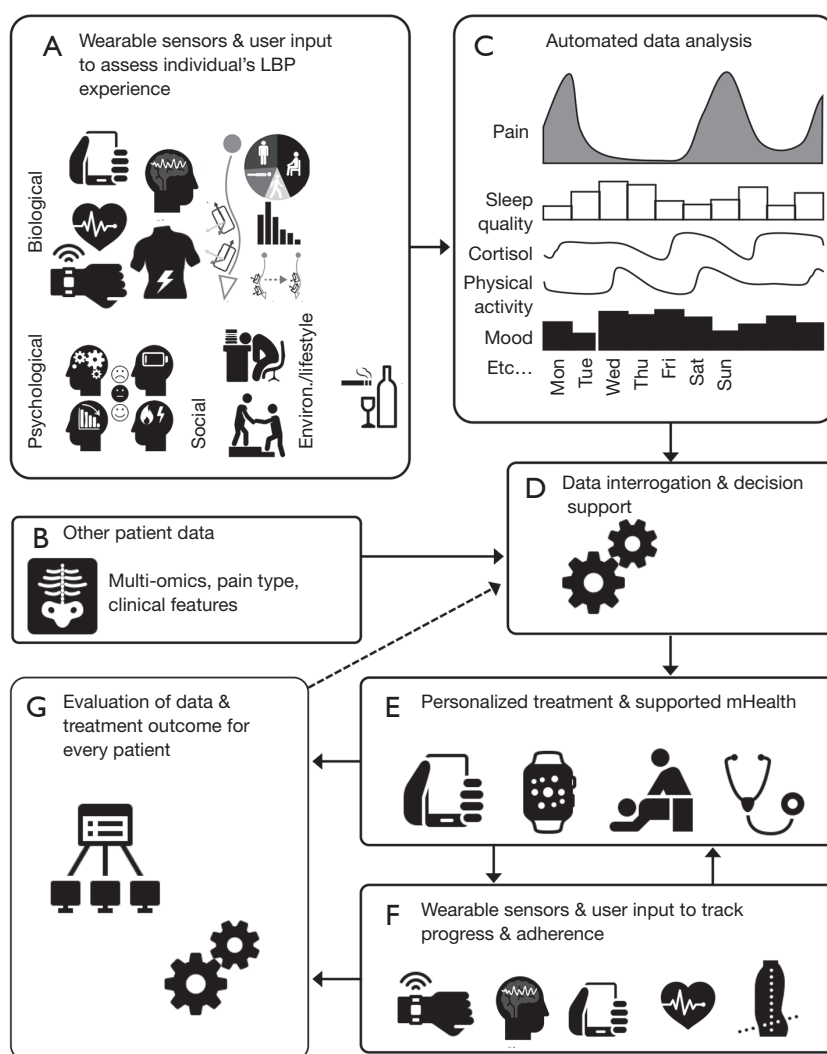 A
Wearable sensors & user input
to assess individual's LBP
experience
Biological
Psychological
Social
Environ./lifestyle
B
Other patient data
Multi-omics, pain type,
clinical features
C
Automated data analysis
Pain
Sleep
quality
Cortisol
Physical
activity
Mood
Etc…
Mon
Tue
Wed
Thu
Fri
Sat
Sun
D
Data interrogation & decision
support
E
Personalized treatment & supported mHealth
F
Wearable sensors & user input to track
progress & adherence
G
Evaluation of data &
treatment outcome for
every patient